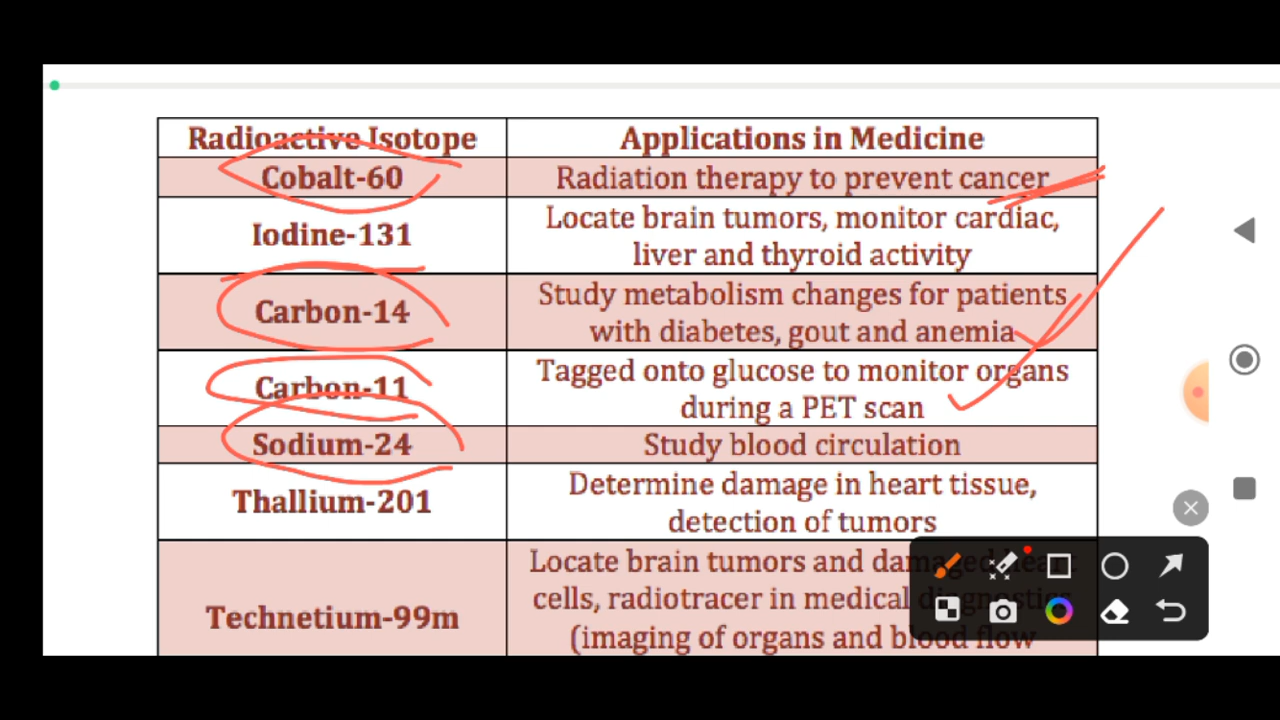 Radioactive Isotope
Applications in Medicine
Cobalt-60
Radiation therapy to prevent cancer
Iodine-131
Locate brain tumors, monitor cardiac,
liver and thyroid activity
Carbon-14
Study metabolism changes for patients
with diabetes, gout and anemia
Carbon-11
Tagged onto glucose to monitor organs
during a PET scan
Sodium-24
Study blood circulation
Thallium-201
Determine damage in heart tissue,
detection of tumors
Technetium-99m
Locate brain tumors and damaged heart
cells, radiotracer in medical diagnostics
(imaging of organs and blood flow